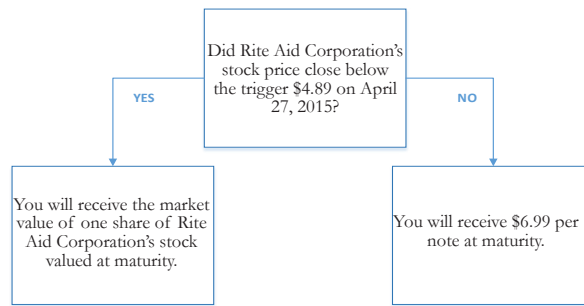 Did Rite Aid Corporation's
stock price close below
the trigger $4.89 on April
27, 2015?
YES
NO
You will receive the market
value of one share of Rite
Aid Corporation's stock
valued at maturity.
You will receive $6.99 per
note at maturity.